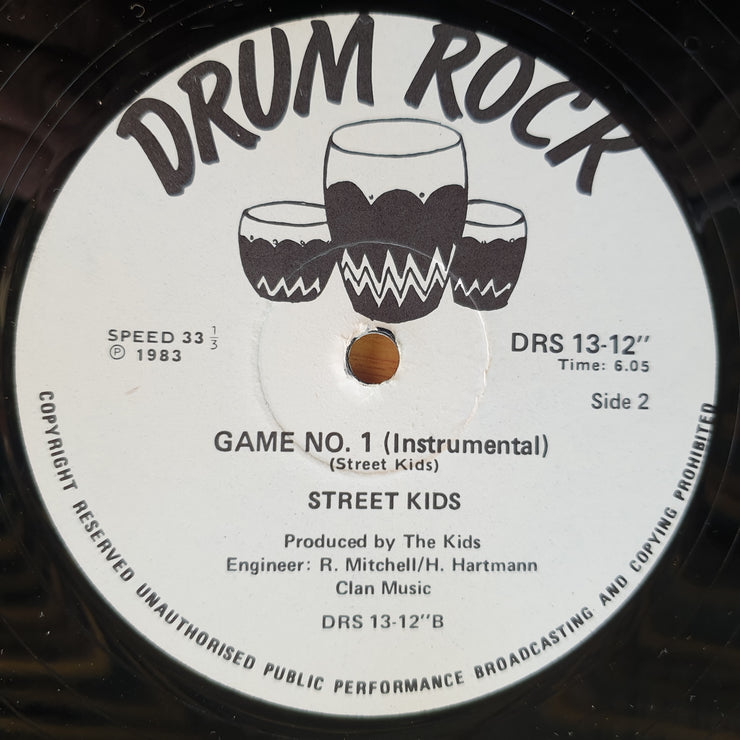 DRUM ROCK
SPEED 33 1/3
Ⓟ 1983
DRS 13-12"
Time: 6.05
Side 2
GAME NO. 1 (Instrumental)
(Street Kids)
STREET KIDS
Produced by The Kids
Engineer: R. Mitchell/H. Hartmann
Clan Music
DRS 13-12"B
COPYRIGHT RESERVED UNAUTHORISED PUBLIC PERFORMANCE BROADCASTING AND COPYING PROHIBITED